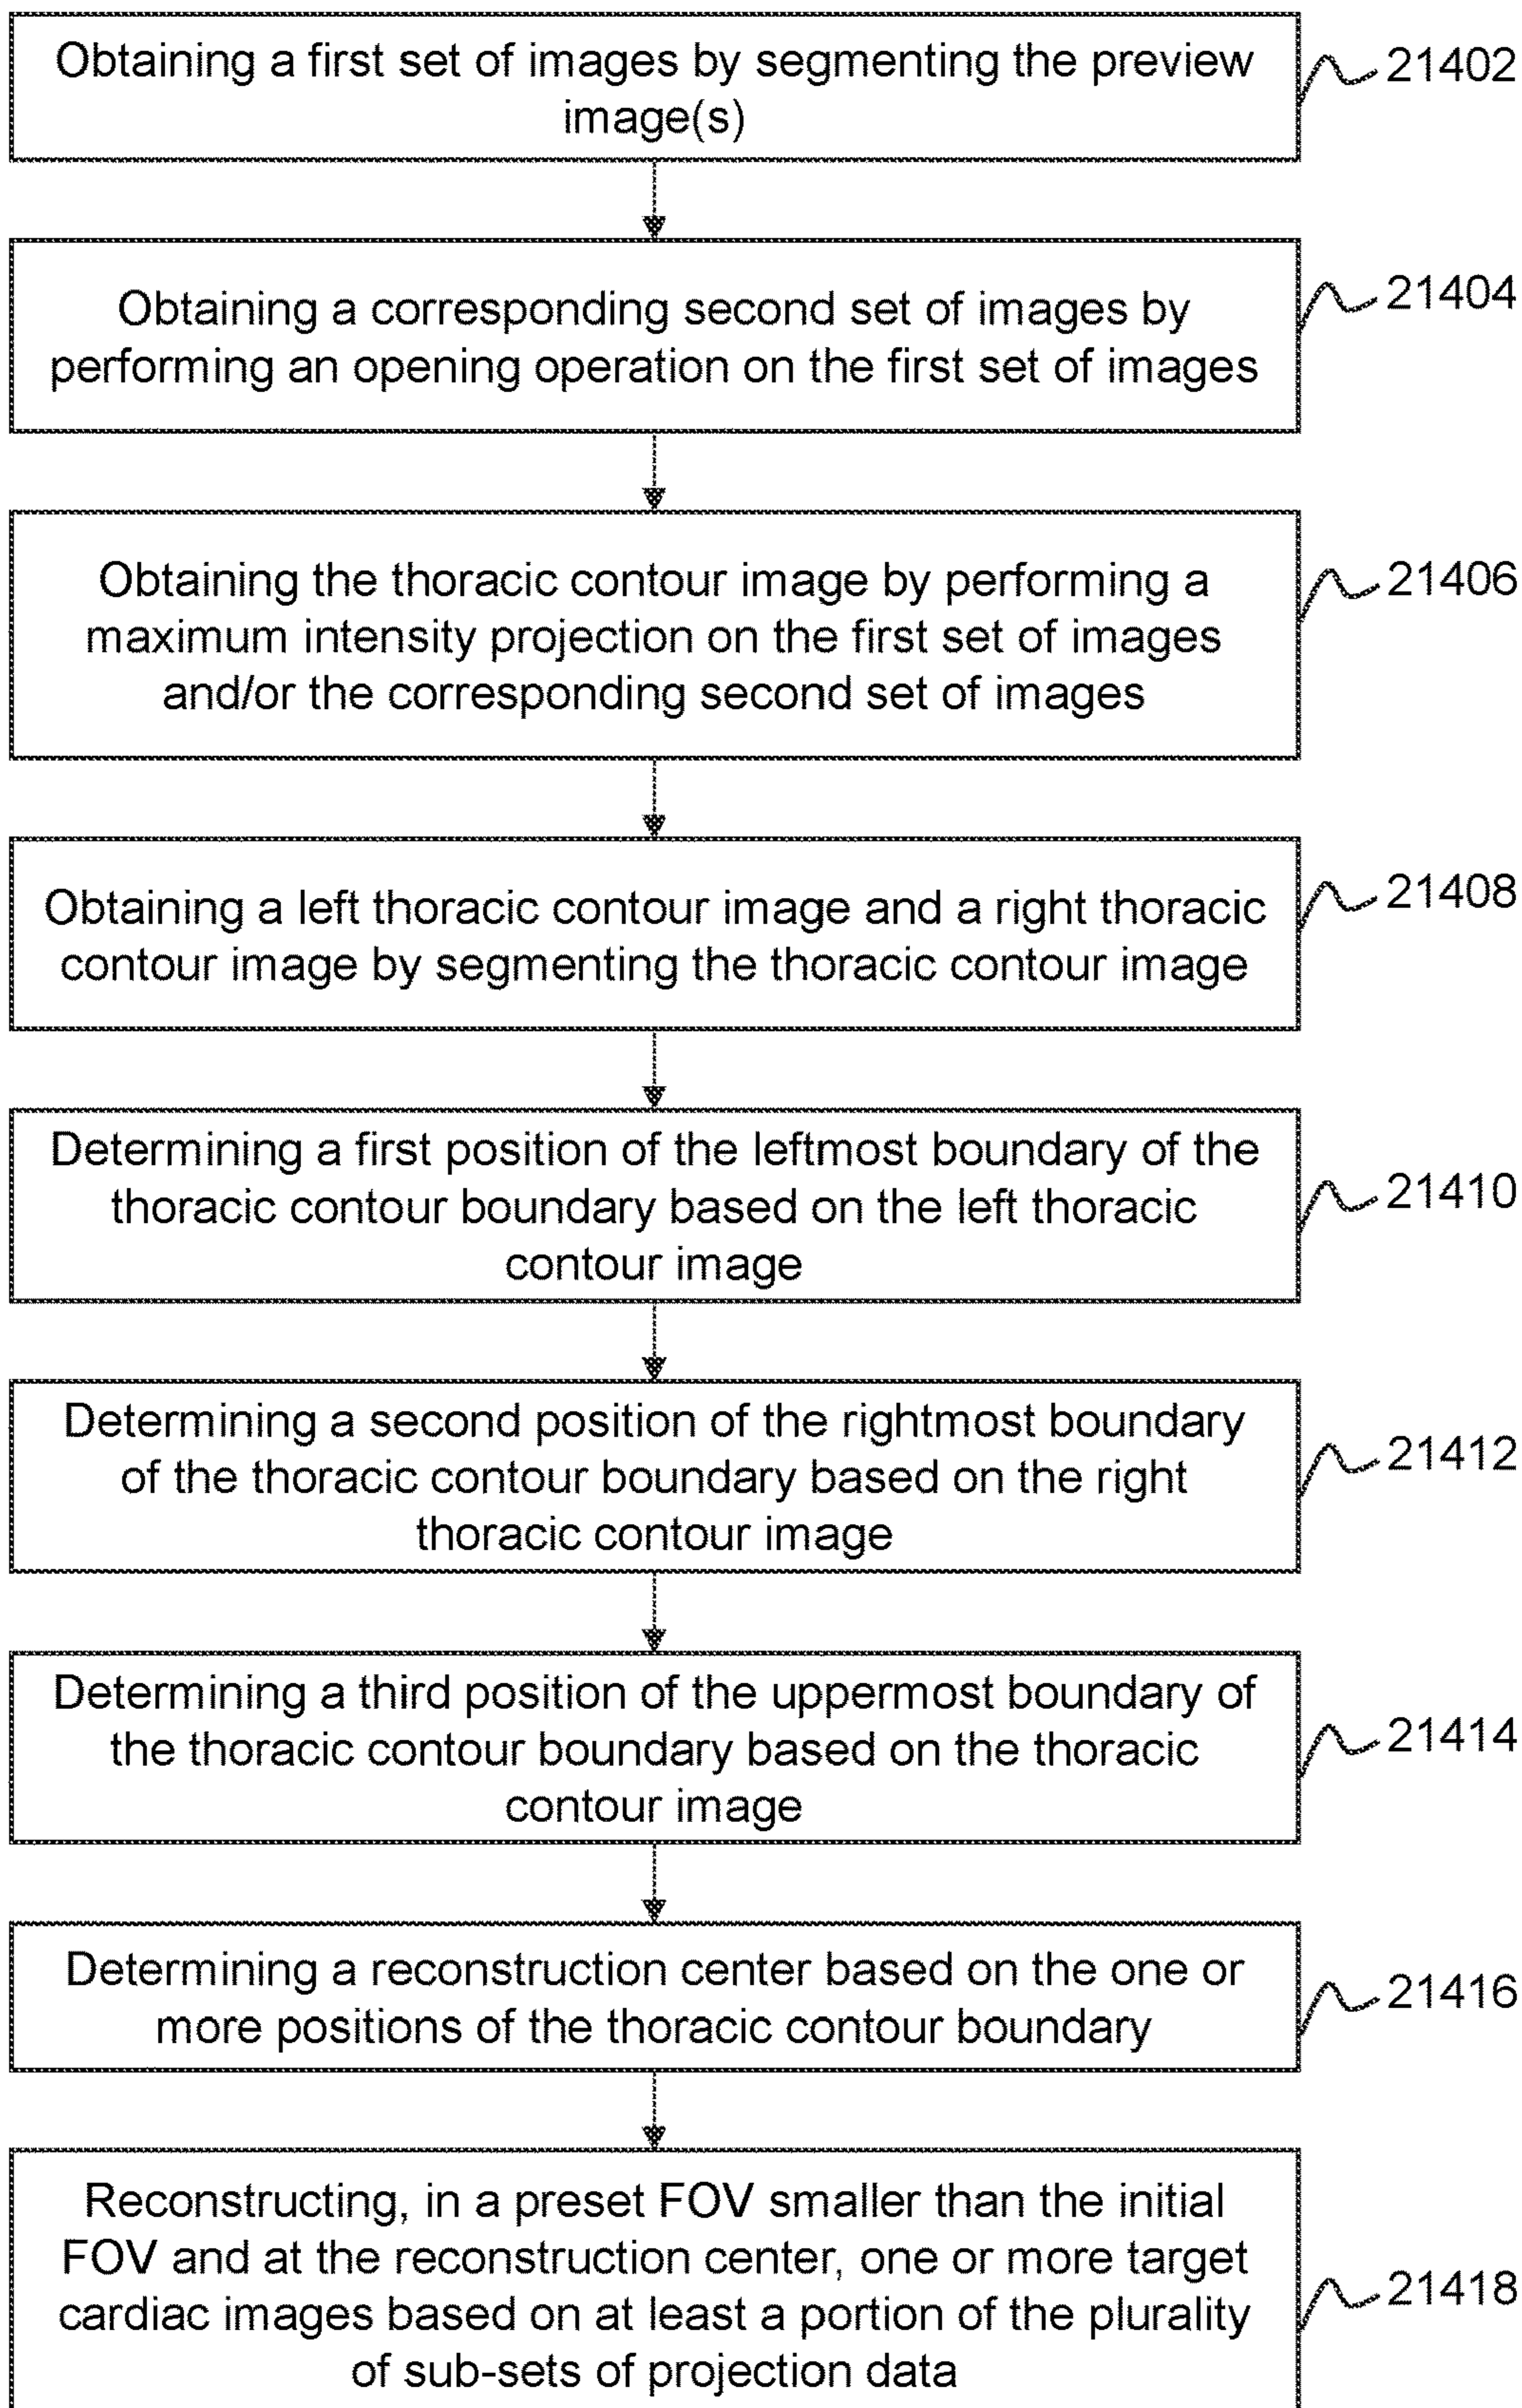 Obtaining a first set of images by segmenting the preview
image(s)
21402
Obtaining a corresponding second set of images by
performing an opening operation on the first set of images
21404
Obtaining the thoracic contour image by performing a
maximum intensity projection on the first set of images
and/or the corresponding second set of images
21406
Obtaining a left thoracic contour image and a right thoracic
contour image by segmenting the thoracic contour image
21408
Determining a first position of the leftmost boundary of the
thoracic contour boundary based on the left thoracic
contour image
21410
Determining a second position of the rightmost boundary
of the thoracic contour boundary based on the right
thoracic contour image
21412
Determining a third position of the uppermost boundary of
the thoracic contour boundary based on the thoracic
contour image
21414
Determining a reconstruction center based on the one or
more positions of the thoracic contour boundary
21416
Reconstructing, in a preset FOV smaller than the initial
FOV and at the reconstruction center, one or more target
cardiac images based on at least a portion of the plurality
of sub-sets of projection data
21418